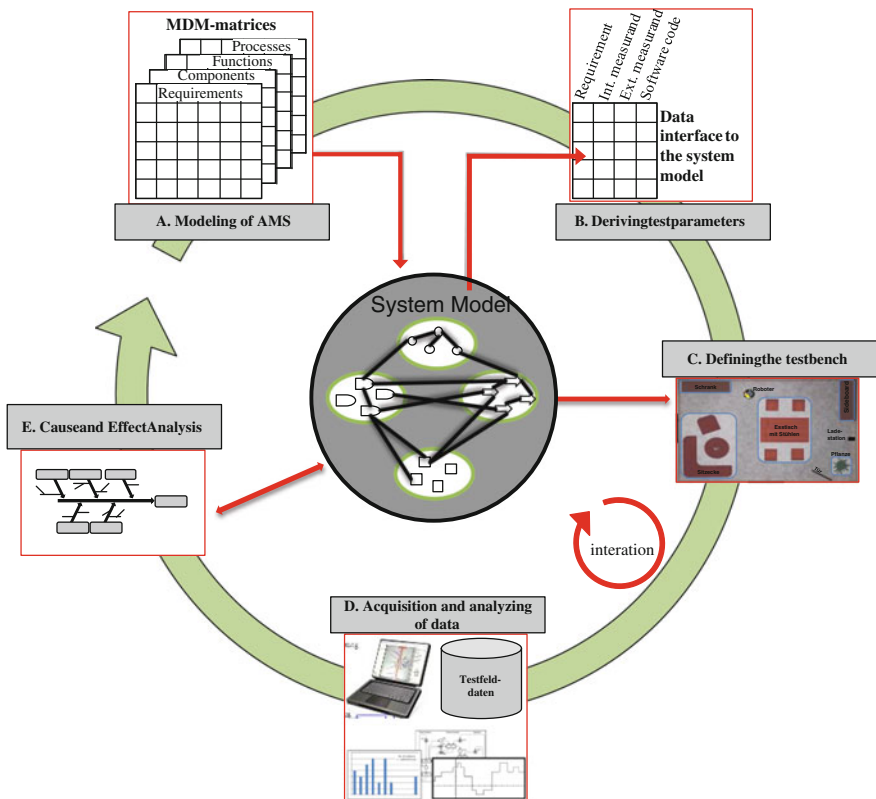 MDM-matrices
Processes
Functions
Components
Requirements
A. Modeling of AMS
Requirement
Int. measurand
Ext. measurand
Software code
Data
interface to
the system
model
B. Derivingtestparameters
System Model
C. Definingthe testbench
Schrank
Roboter
Sideboard
Esstisch
mit Stühlen
Lade-
station
Pflanze
Sitzecke
Tür
E. Causeand EffectAnalysis
interation
D. Acquisition and analyzing
of data
Testfeld-
daten